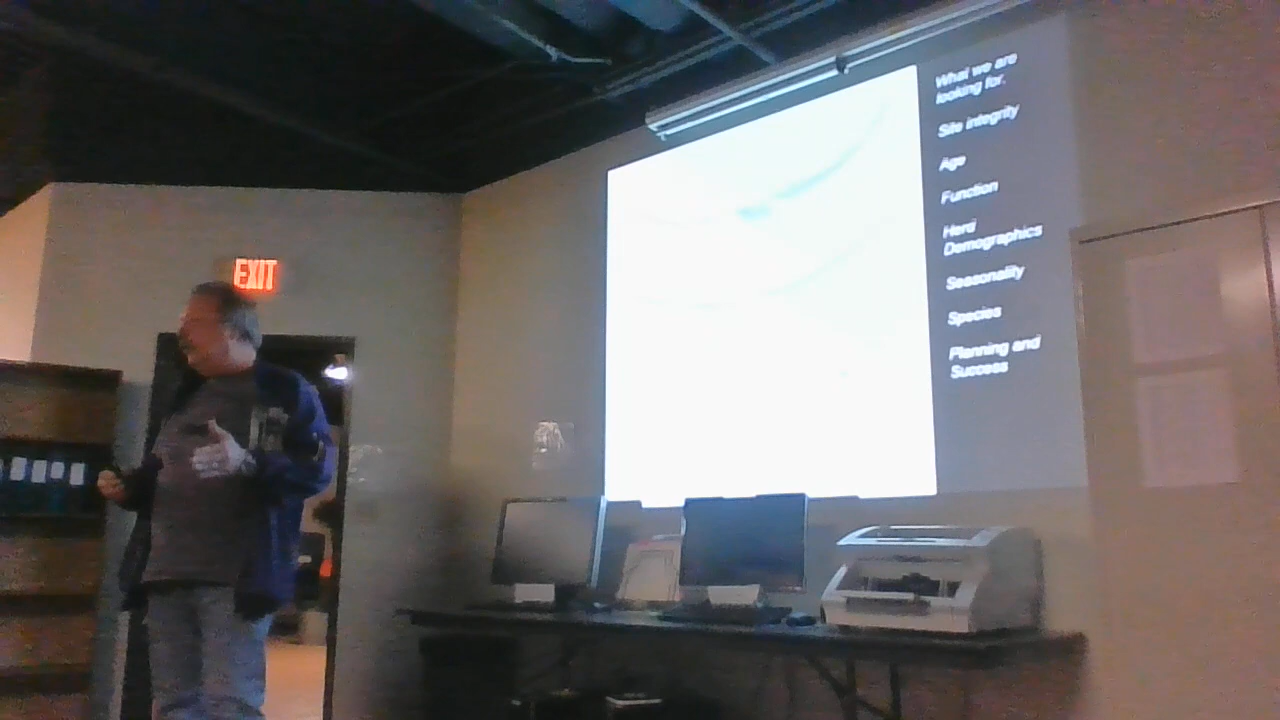 What we are
looking for.
Site integrity
Age
Function
Herd
Demographics
Seasonality
Species
Planning and
Success
EXIT